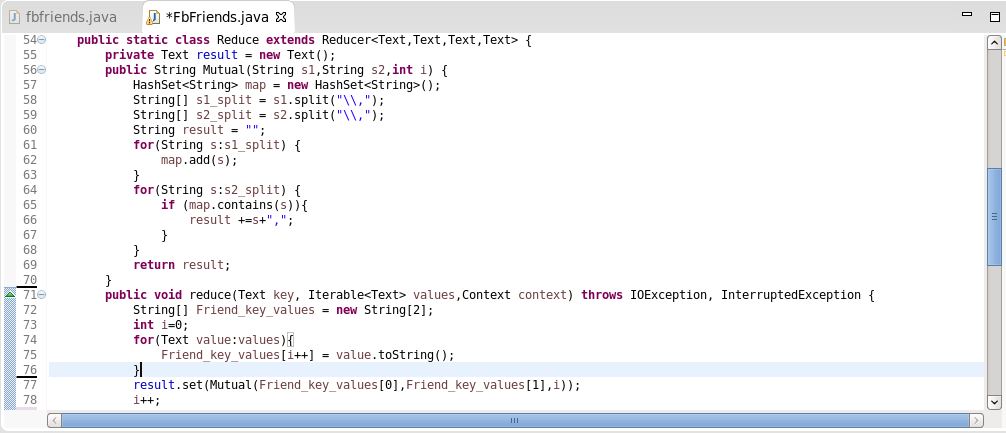 fbfriends.java *FbFriends.java
54 public static class Reduce extends Reducer<Text,Text,Text,Text> {
55 private Text result = new Text();
56 public String Mutual(String s1,String s2,int i) {
57 HashSet<String> map = new HashSet<String>();
58 String[] s1_split = s1.split("\\,");
59 String[] s2_split = s2.split("\\,");
60 String result = "";
61 for(String s:s1_split) {
62 map.add(s);
63 }
64 for(String s:s2_split) {
65 if (map.contains(s)){
66 result +=s+",";
67 }
68 }
69 return result;
70 }
71 public void reduce(Text key, Iterable<Text> values,Context context) throws IOException, InterruptedException {
72 String[] Friend_key_values = new String[2];
73 int i=0;
74 for(Text value:values){
75 Friend_key_values[i++] = value.toString();
76 }
77 result.set(Mutual(Friend_key_values[0],Friend_key_values[1],i));
78 i++;